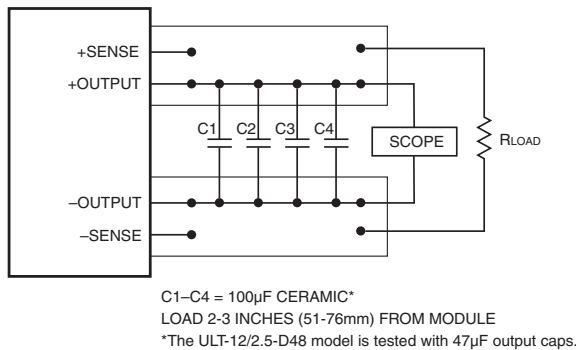 +SENSE
+OUTPUT
C1 C2 C3 C4
SCOPE
RLOAD
–OUTPUT
–SENSE
C1–C4 = 100µF CERAMIC*
LOAD 2-3 INCHES (51-76mm) FROM MODULE
*The ULT-12/2.5-D48 model is tested with 47µF output caps.